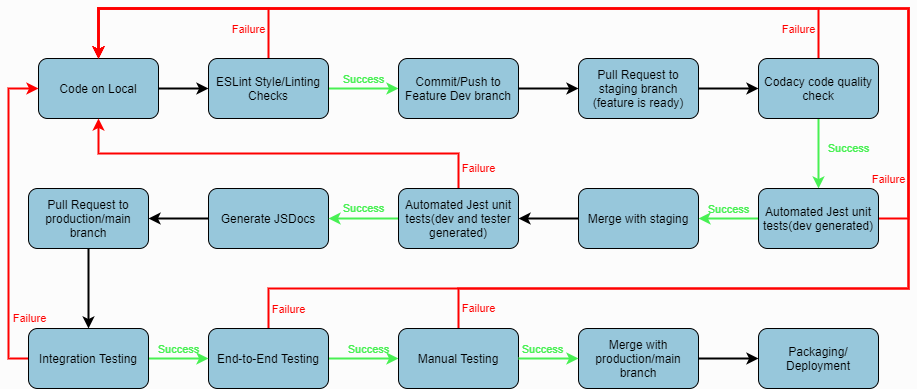 Failure
Failure
Code on Local
ESLint Style/Linting
Checks
Success
Commit/Push to
Feature Dev branch
Pull Request to
staging branch
(feature is ready)
Codacy code quality
check
Success
Failure
Failure
Pull Request to
production/main
branch
Generate JSDocs
Success
Automated Jest unit
tests(dev and tester
generated)
Merge with staging
Success
Automated Jest unit
tests(dev generated)
Failure
Failure
Failure
Integration Testing
Success
End-to-End Testing
Success
Manual Testing
Success
Merge with
production/main
branch
Packaging/
Deployment